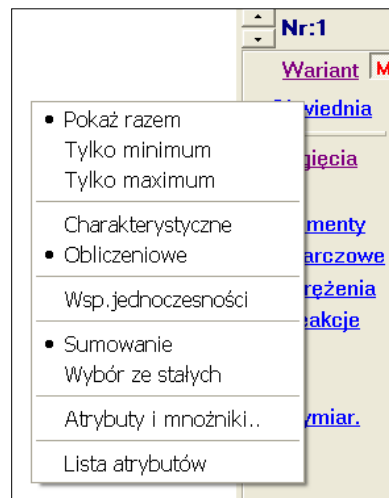 Nr:1
Wariant M
Pokaż razem
Tylko minimum
Tylko maximum
Charakterystyczne
Obliczeniowe
Wsp.jednoczesności
Sumowanie
Wybór ze stałych
Atrybuty i mnożniki..
Lista atrybutów